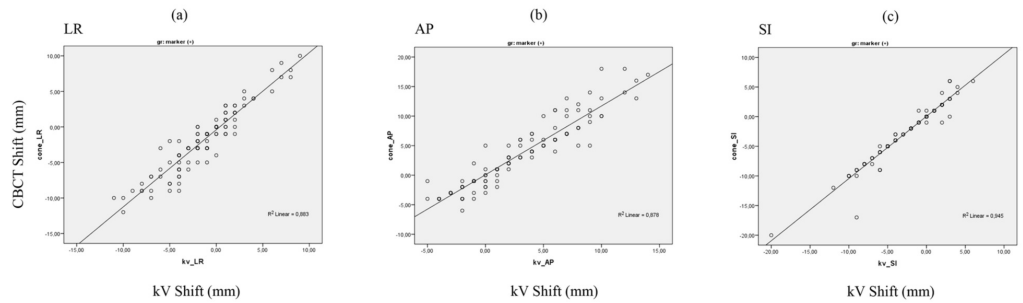 (a)
LR
gr: marker (+)
10,00
5,00
-0,00
-5,00
-10,00
-15,00
cone_LR
R² Linear = 0,883
-15,00 -10,00 -5,00 0,00 5,00 10,00
kv_LR
kV Shift (mm)
CBCT Shift (mm)
(b)
AP
gr: marker (+)
20,00
15,00
10,00
5,00
0,00
-5,00
-10,00
cone_AP
R² Linear = 0,878
-5,00 0,00 5,00 10,00 15,00
kv_AP
kV Shift (mm)
(c)
SI
gr: marker (+)
10,00
5,00
0,00
-5,00
-10,00
-15,00
-20,00
cone_SI
R² Linear = 0,945
-20,00 -15,00 -10,00 -5,00 0,00 5,00 10,00
kv_SI
kV Shift (mm)